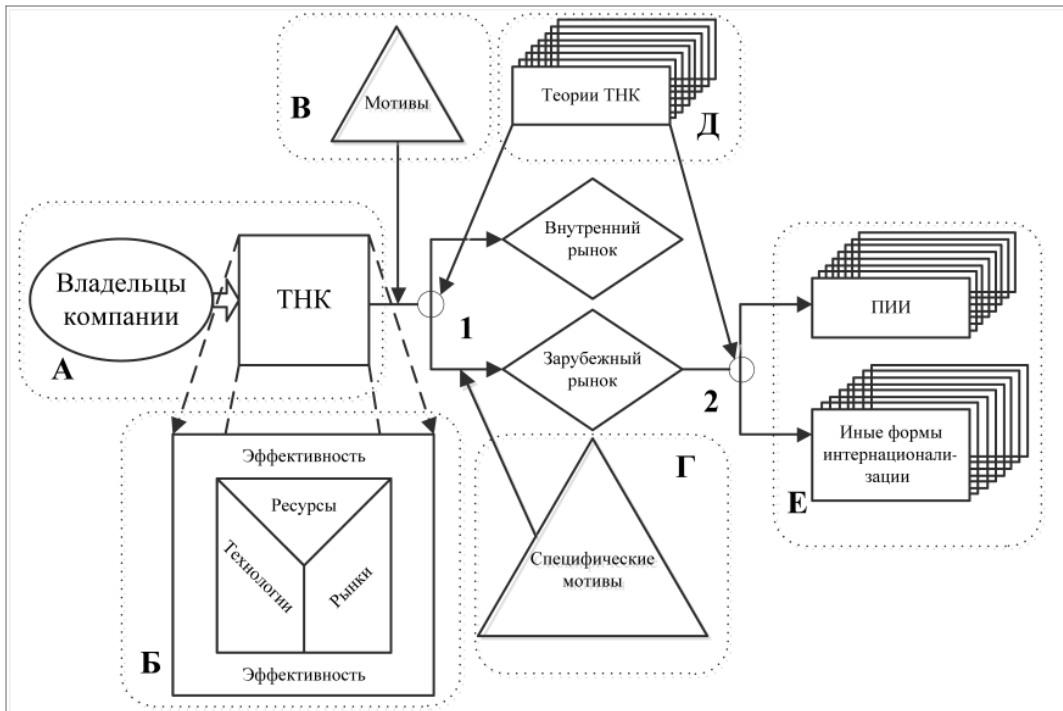 В
Мотивы
Теории ТНК
Д
Владельцы
компании
А
ТНК
1
Внутренний
рынок
Зарубежный
рынок
2
ПИИ
Иные формы
интернационали-
зации
Е
Эффективность
Ресурсы
Технологии
Рынки
Эффективность
Б
Г
Специфические
мотивы